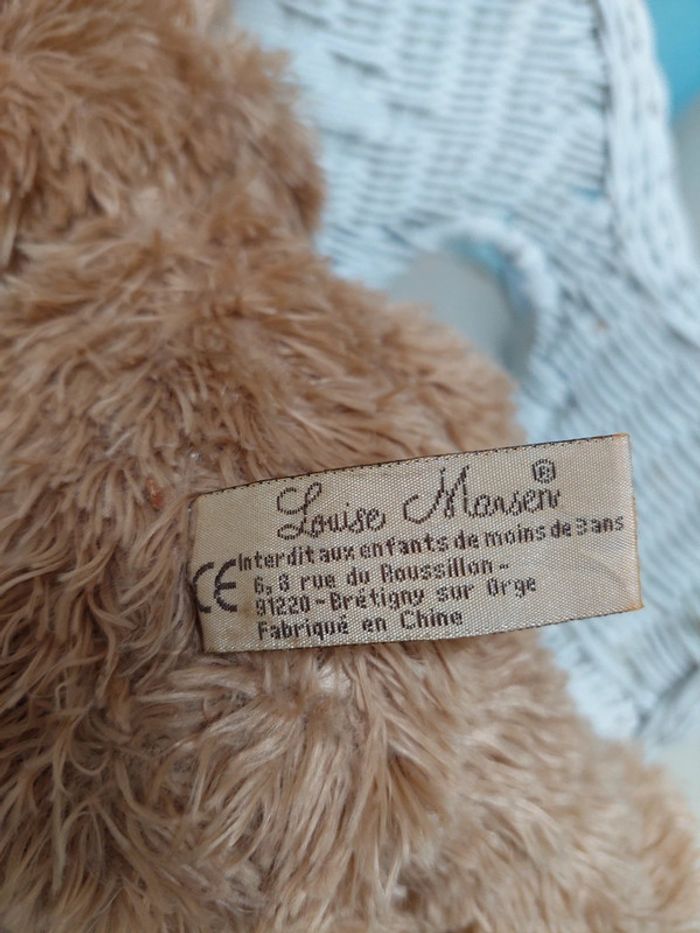 Louise Marsen ®
Interdit aux enfants de moins de 3 ans
CE
6, 8 rue du Roussillon -
91220 - Brétigny sur Orge
Fabriqué en Chine